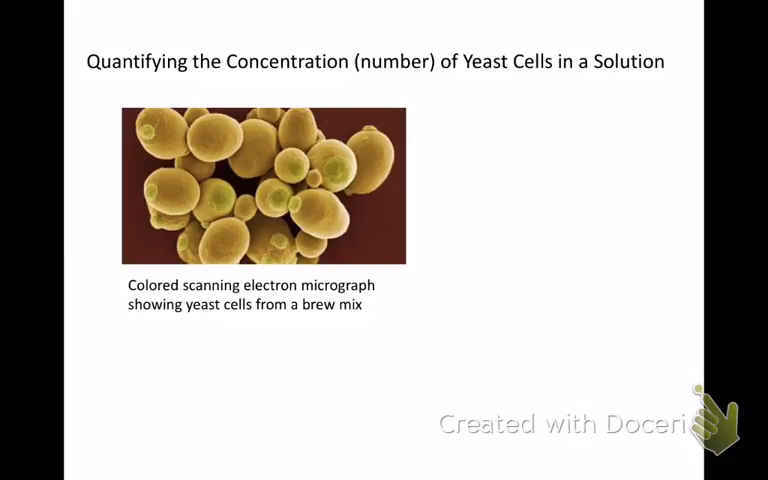 Quantifying the Concentration (number) of Yeast Cells in a Solution
Colored scanning electron micrograph
showing yeast cells from a brew mix
Created with Doceri